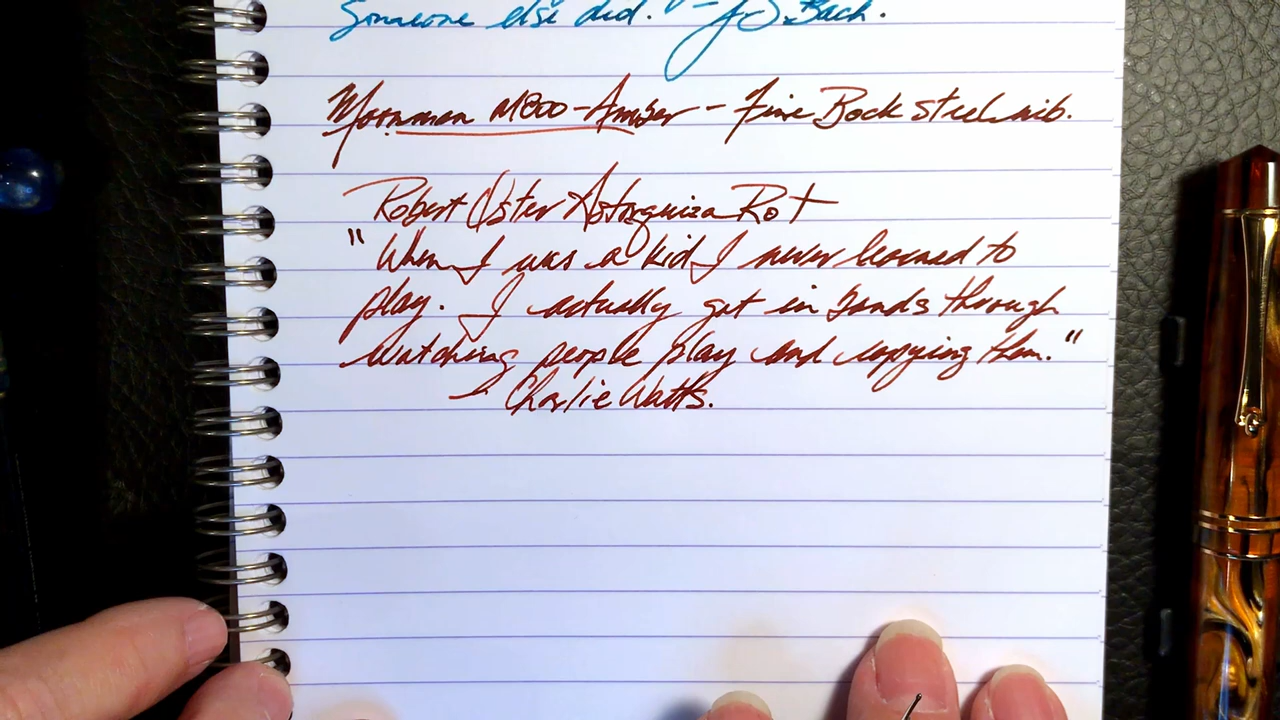 Someone else did." - J.S. Bach.
Moonman M800 - Amber - Fine Bock steel nib.
Robert Oster Astorquiza Rot
"When I was a kid I never learned to
play. I actually got in bands through
watching people play and copying them."
- Charlie Watts.